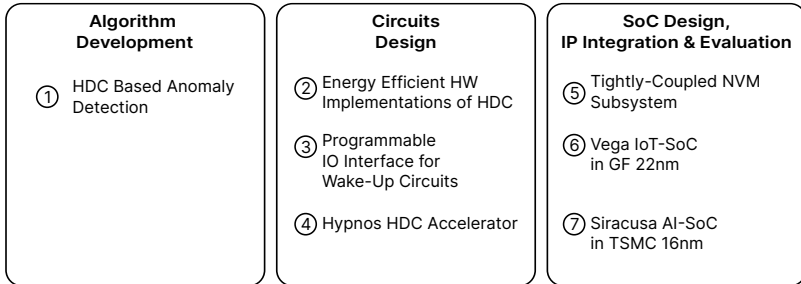 Algorithm
Development
① HDC Based Anomaly
Detection
Circuits
Design
② Energy Efficient HW
Implementations of HDC
③ Programmable
IO Interface for
Wake-Up Circuits
④ Hypnos HDC Accelerator
SoC Design,
IP Integration & Evaluation
⑤ Tightly-Coupled NVM
Subsystem
⑥ Vega IoT-SoC
in GF 22nm
⑦ Siracusa AI-SoC
in TSMC 16nm